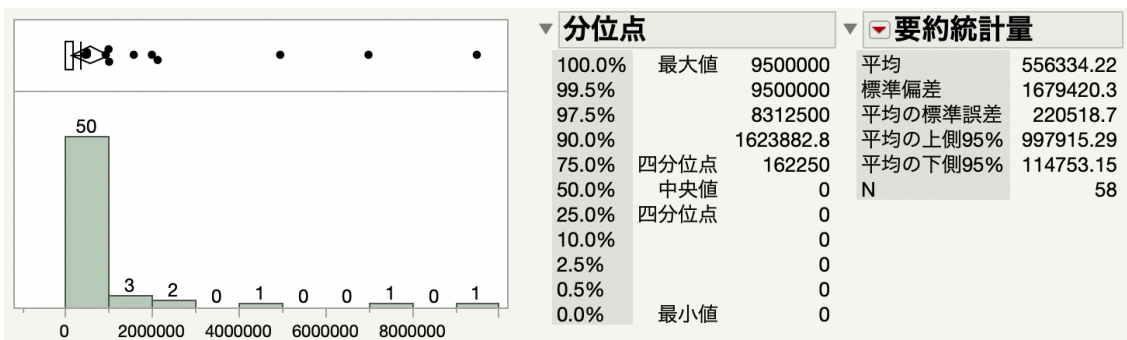 50
3
2
0
1
0
0
1
0
1
0 2000000 4000000 6000000 8000000
分位点
100.0% 最大値 9500000
99.5% 9500000
97.5% 8312500
90.0% 1623882.8
75.0% 四分位点 162250
50.0% 中央値 0
25.0% 四分位点 0
10.0% 0
2.5% 0
0.5% 0
0.0% 最小値 0
要約統計量
平均 556334.22
標準偏差 1679420.3
平均の標準誤差 220518.7
平均の上側95% 997915.29
平均の下側95% 114753.15
N 58